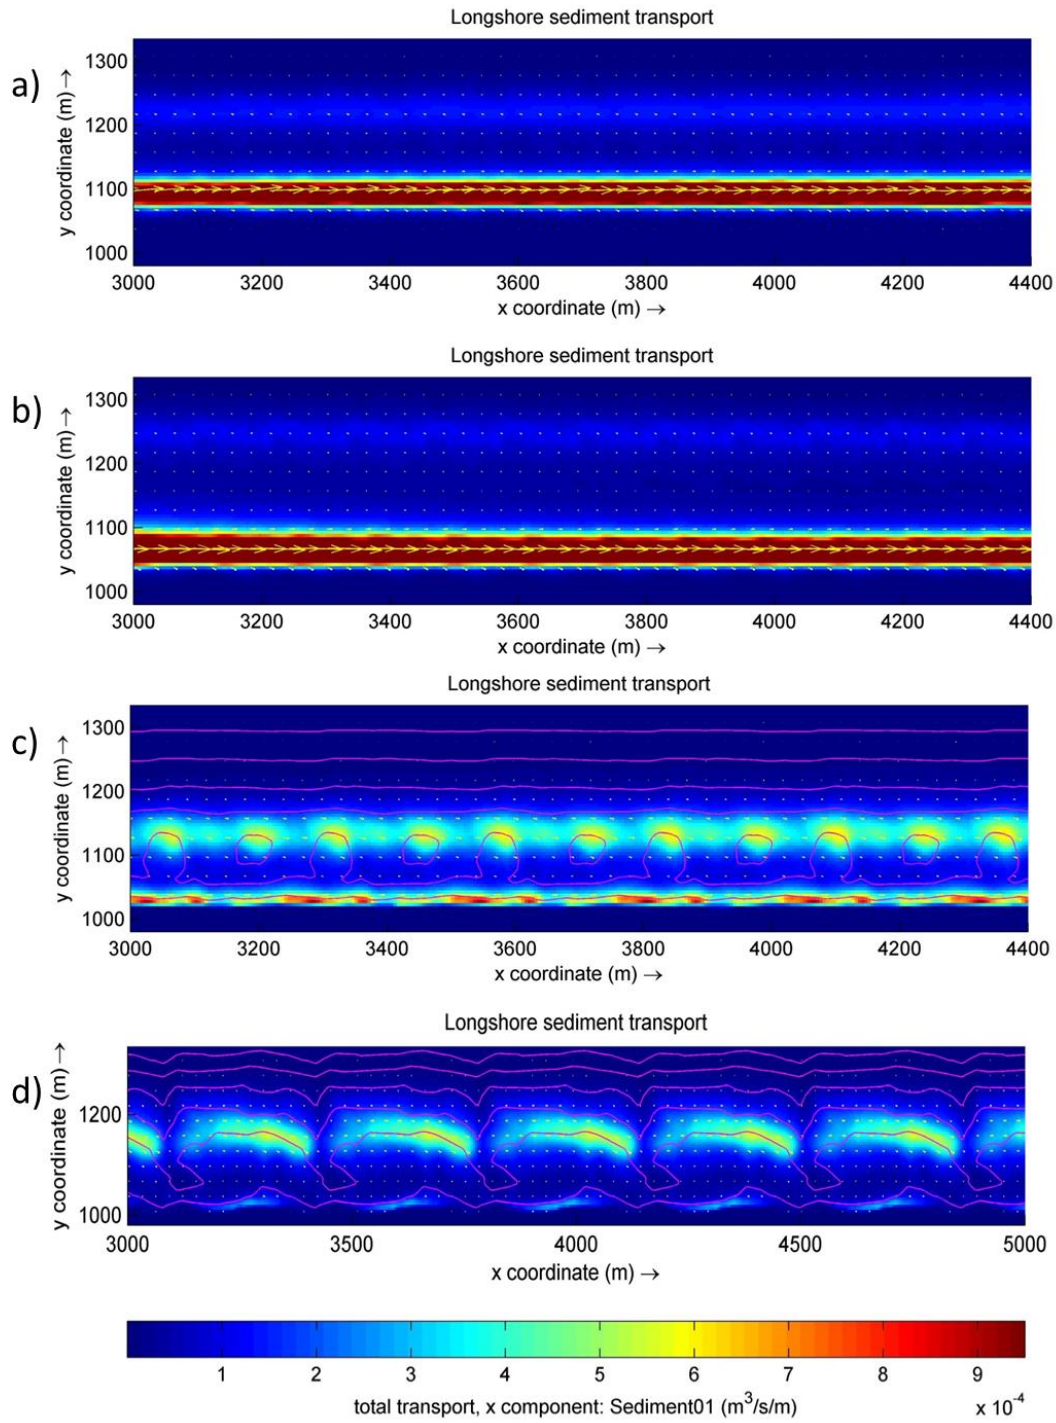 Longshore sediment transport
a)
y coordinate (m) →
1300
1200
1100
1000
3000 3200 3400 3600 3800 4000 4200 4400
x coordinate (m) →
Longshore sediment transport
b)
y coordinate (m) →
1300
1200
1100
1000
3000 3200 3400 3600 3800 4000 4200 4400
x coordinate (m) →
Longshore sediment transport
c)
y coordinate (m) →
1300
1200
1100
1000
3000 3200 3400 3600 3800 4000 4200 4400
x coordinate (m) →
Longshore sediment transport
d)
y coordinate (m) →
1200
1000
3000 3500 4000 4500 5000
x coordinate (m) →
1 2 3 4 5 6 7 8 9
total transport, x component: Sediment01 (m³/s/m) x 10⁻⁴